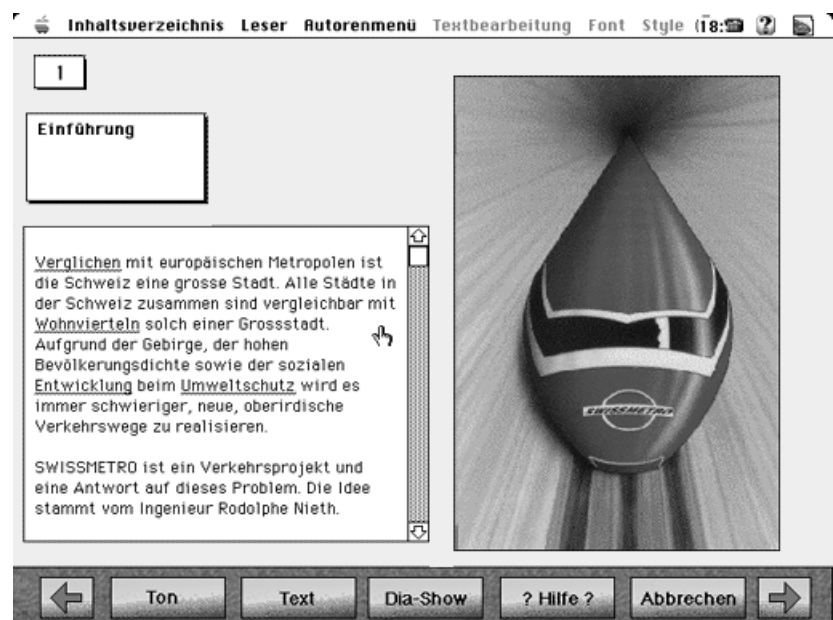 Inhaltsverzeichnis Leser Autorenmenü Textbearbeitung Font Style (18:
1
Einführung
Verglichen mit europäischen Metropolen ist
die Schweiz eine grosse Stadt. Alle Städte in
der Schweiz zusammen sind vergleichbar mit
Wohnvierteln solch einer Grossstadt.
Aufgrund der Gebirge, der hohen
Bevölkerungsdichte sowie der sozialen
Entwicklung beim Umweltschutz wird es
immer schwieriger, neue, oberirdische
Verkehrswege zu realisieren.
SWISSMETRO ist ein Verkehrsprojekt und
eine Antwort auf dieses Problem. Die Idee
stammt vom Ingenieur Rodolphe Nieth.
SWISSMETRO
Ton Text Dia-Show ? Hilfe ? Abbrechen